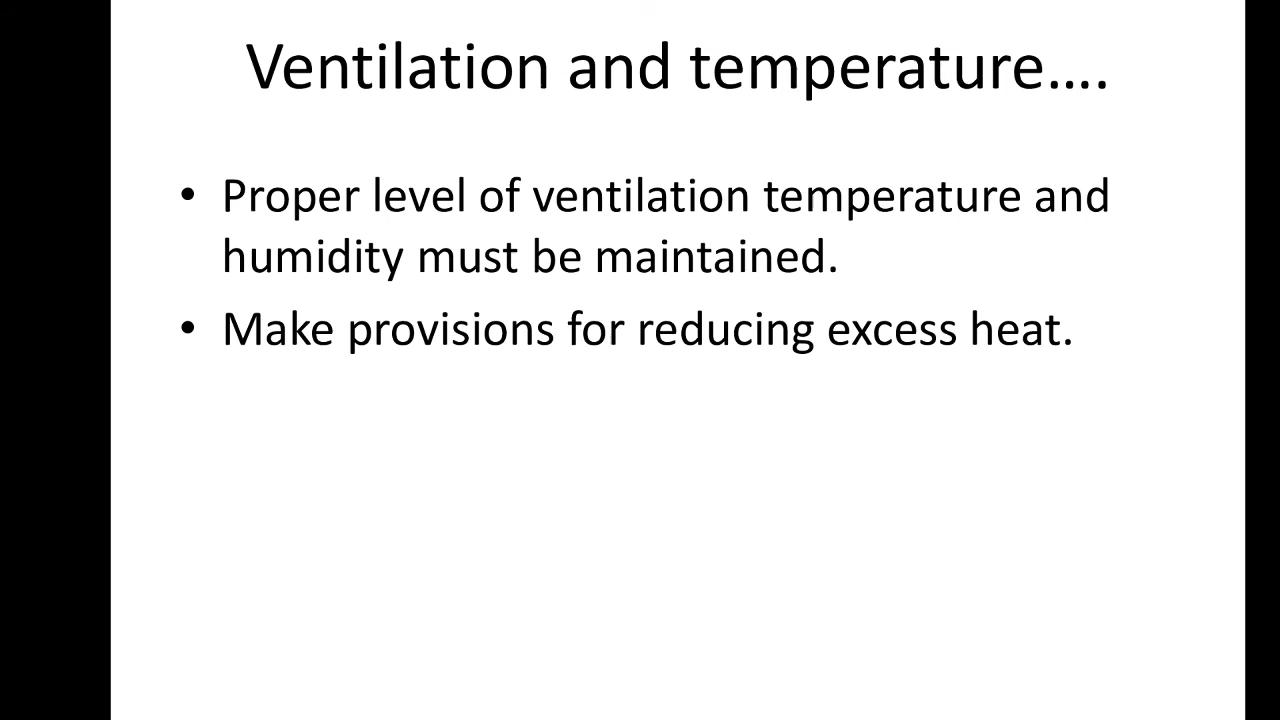 Ventilation and temperature….
• Proper level of ventilation temperature and
humidity must be maintained.
• Make provisions for reducing excess heat.